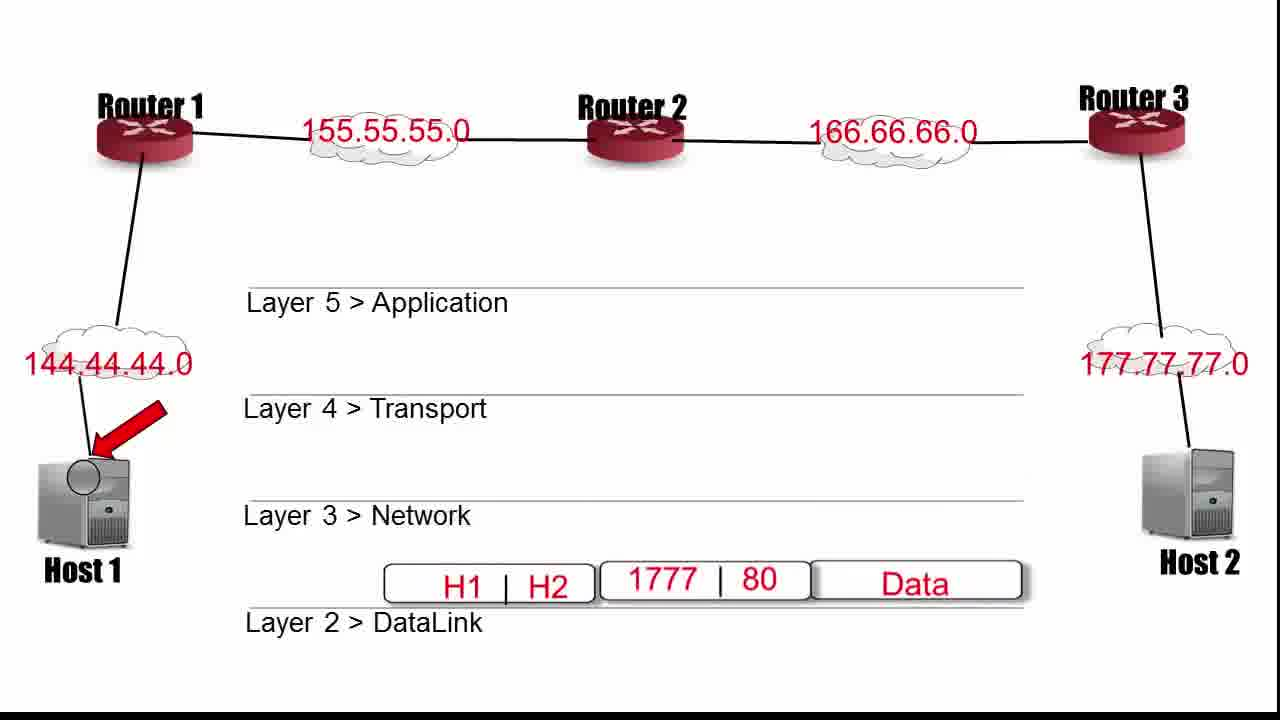 Router 1
Router 2
Router 3
155.55.55.0
166.66.66.0
Layer 5 > Application
144.44.44.0
177.77.77.0
Layer 4 > Transport
Layer 3 > Network
Host 1
Host 2
H1 | H2
1777 | 80
Data
Layer 2 > DataLink